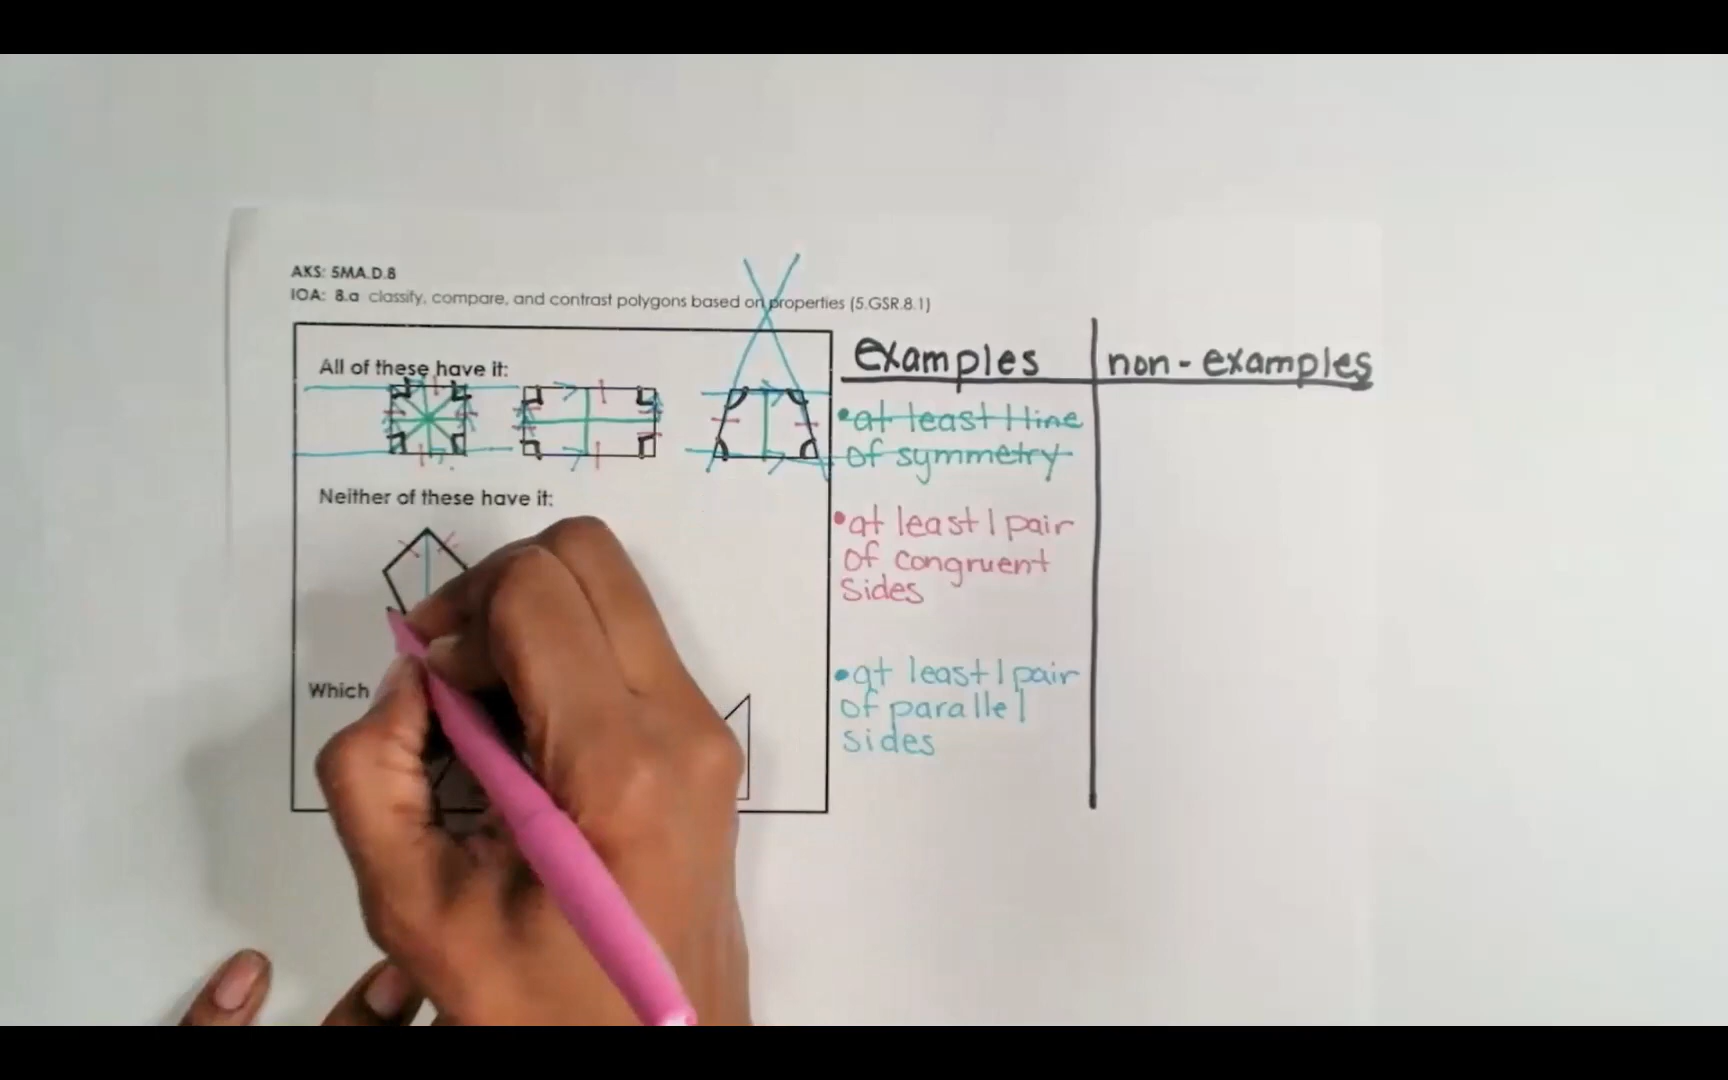 AKS: 5MA.D.8
IOA: 8.a classify, compare, and contrast polygons based on properties (5.GSR.8.1)
All of these have it:
Neither of these have it:
Which
examples
non-examples
•at least 1 line
of symmetry
•at least 1 pair
of congruent
sides
•at least 1 pair
of parallel
sides